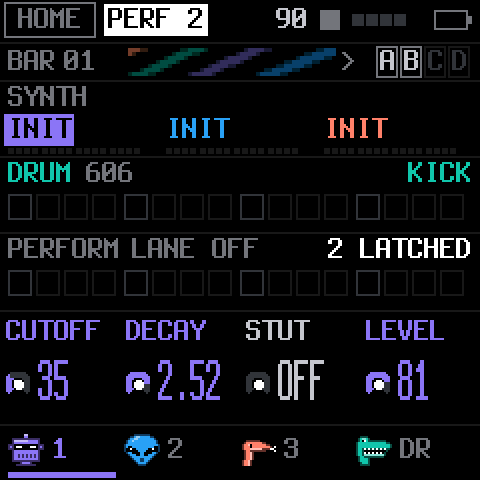 HOME PERF 2 90
BAR 01 > A B C D
SYNTH
INIT INIT INIT
DRUM 606 KICK
PERFORM LANE OFF 2 LATCHED
CUTOFF DECAY STUT LEVEL
35 2.52 OFF 81
1 2 3 DR